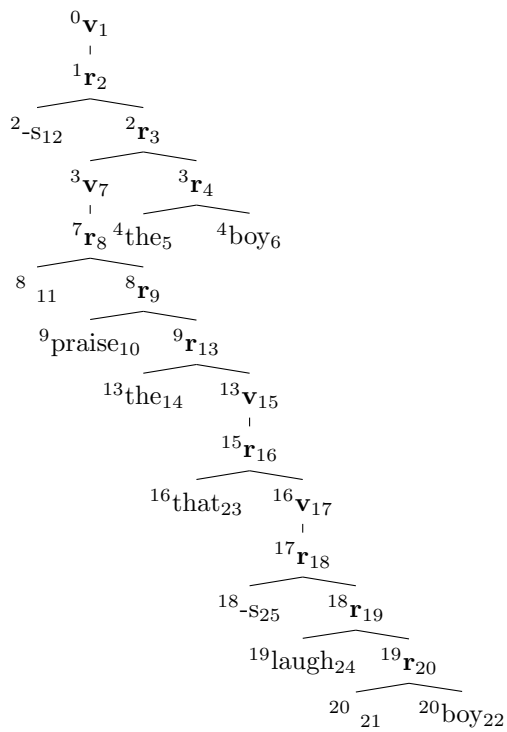 ⁰v₁
¹r₂
²-s₁₂ ²r₃
³v₇ ³r₄
⁷r₈ ⁴the₅ ⁴boy₆
⁸ ₁₁ ⁸r₉
⁹praise₁₀ ⁹r₁₃
¹³the₁₄ ¹³v₁₅
¹⁵r₁₆
¹⁶that₂₃ ¹⁶v₁₇
¹⁷r₁₈
¹⁸-s₂₅ ¹⁸r₁₉
¹⁹laugh₂₄ ¹⁹r₂₀
²⁰ ₂₁ ²⁰boy₂₂